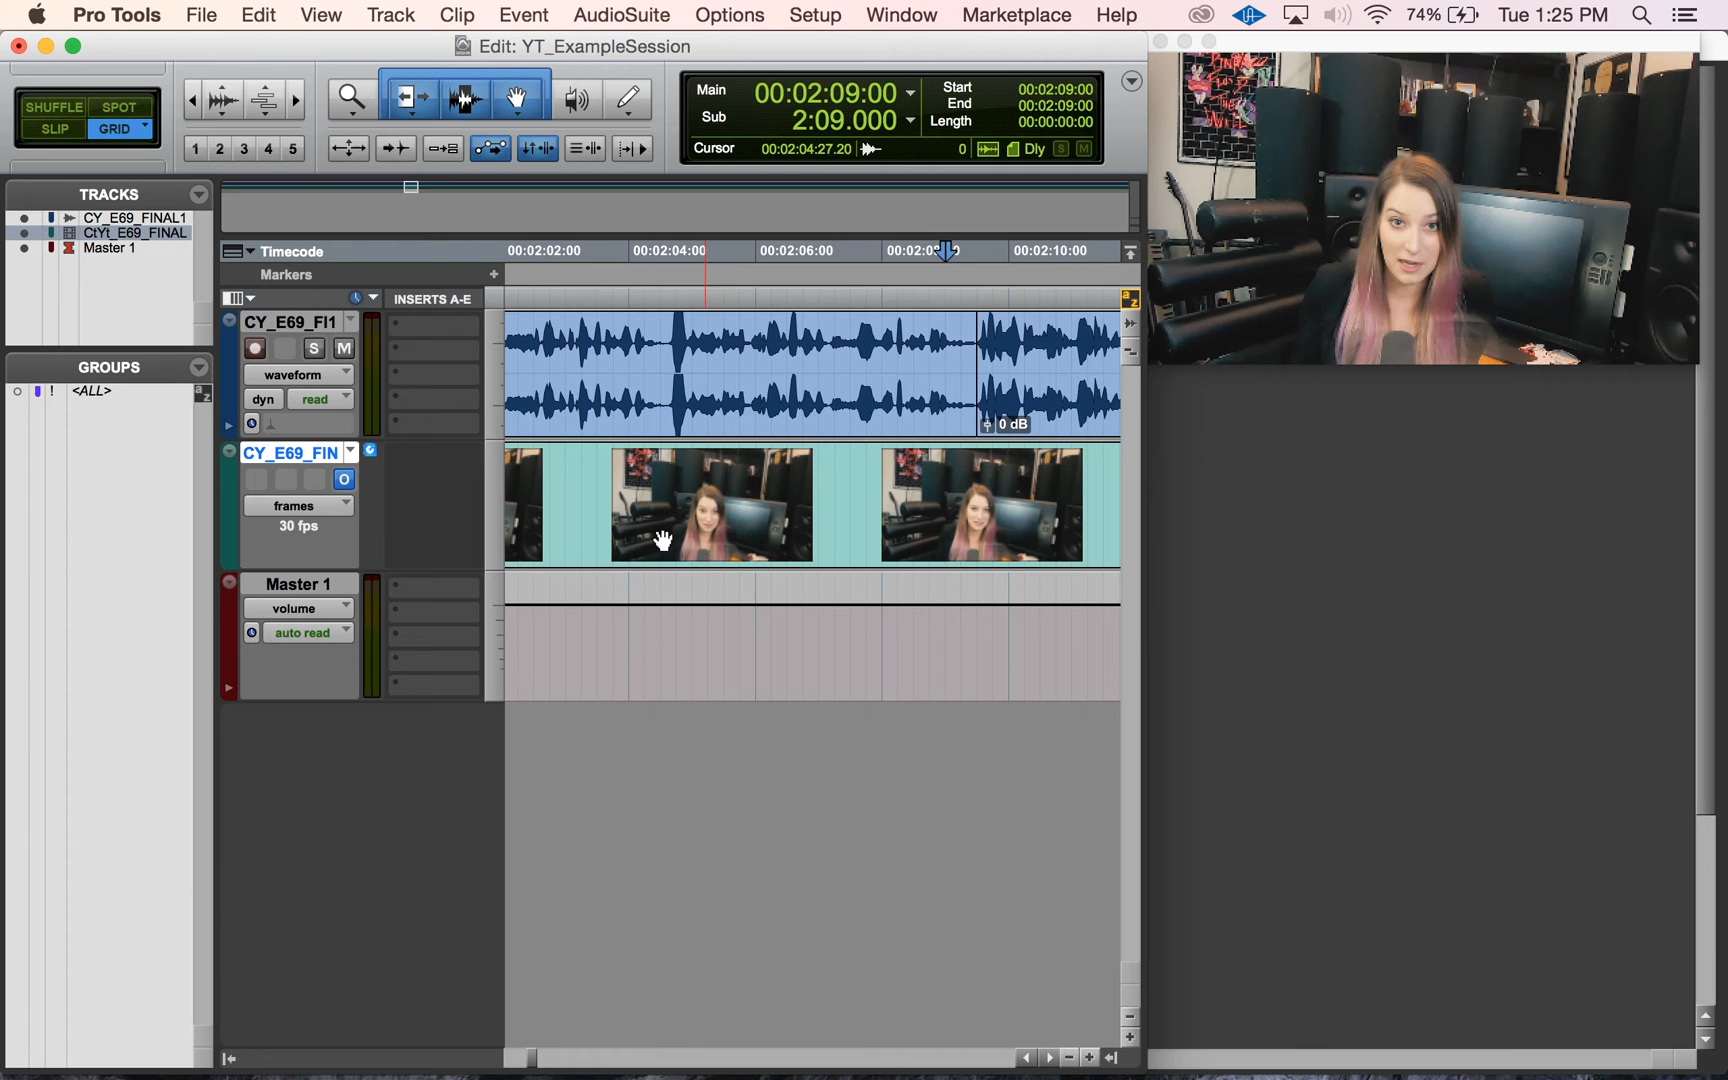 Pro Tools File Edit View Track Clip Event AudioSuite Options Setup Window Marketplace Help 74% Tue 1:25 PM
Edit: YT_ExampleSession
SHUFFLE SPOT
SLIP GRID
1 2 3 4 5
Main 00:02:09:00
Sub 2:09.000
Start 00:02:09:00
End 00:02:09:00
Length 00:00:00:00
Cursor 00:02:04:27.20 0 Dly S M
TRACKS
CY_E69_FINAL1
CtYt_E69_FINAL
Master 1
GROUPS
! <ALL> a z
Timecode 00:02:02:00 00:02:04:00 00:02:06:00 00:02:10:00
Markers
INSERTS A-E
a z
CY_E69_FI1
S M
waveform
dyn read
0 dB
CY_E69_FIN
O
frames
30 fps
Master 1
volume
auto read